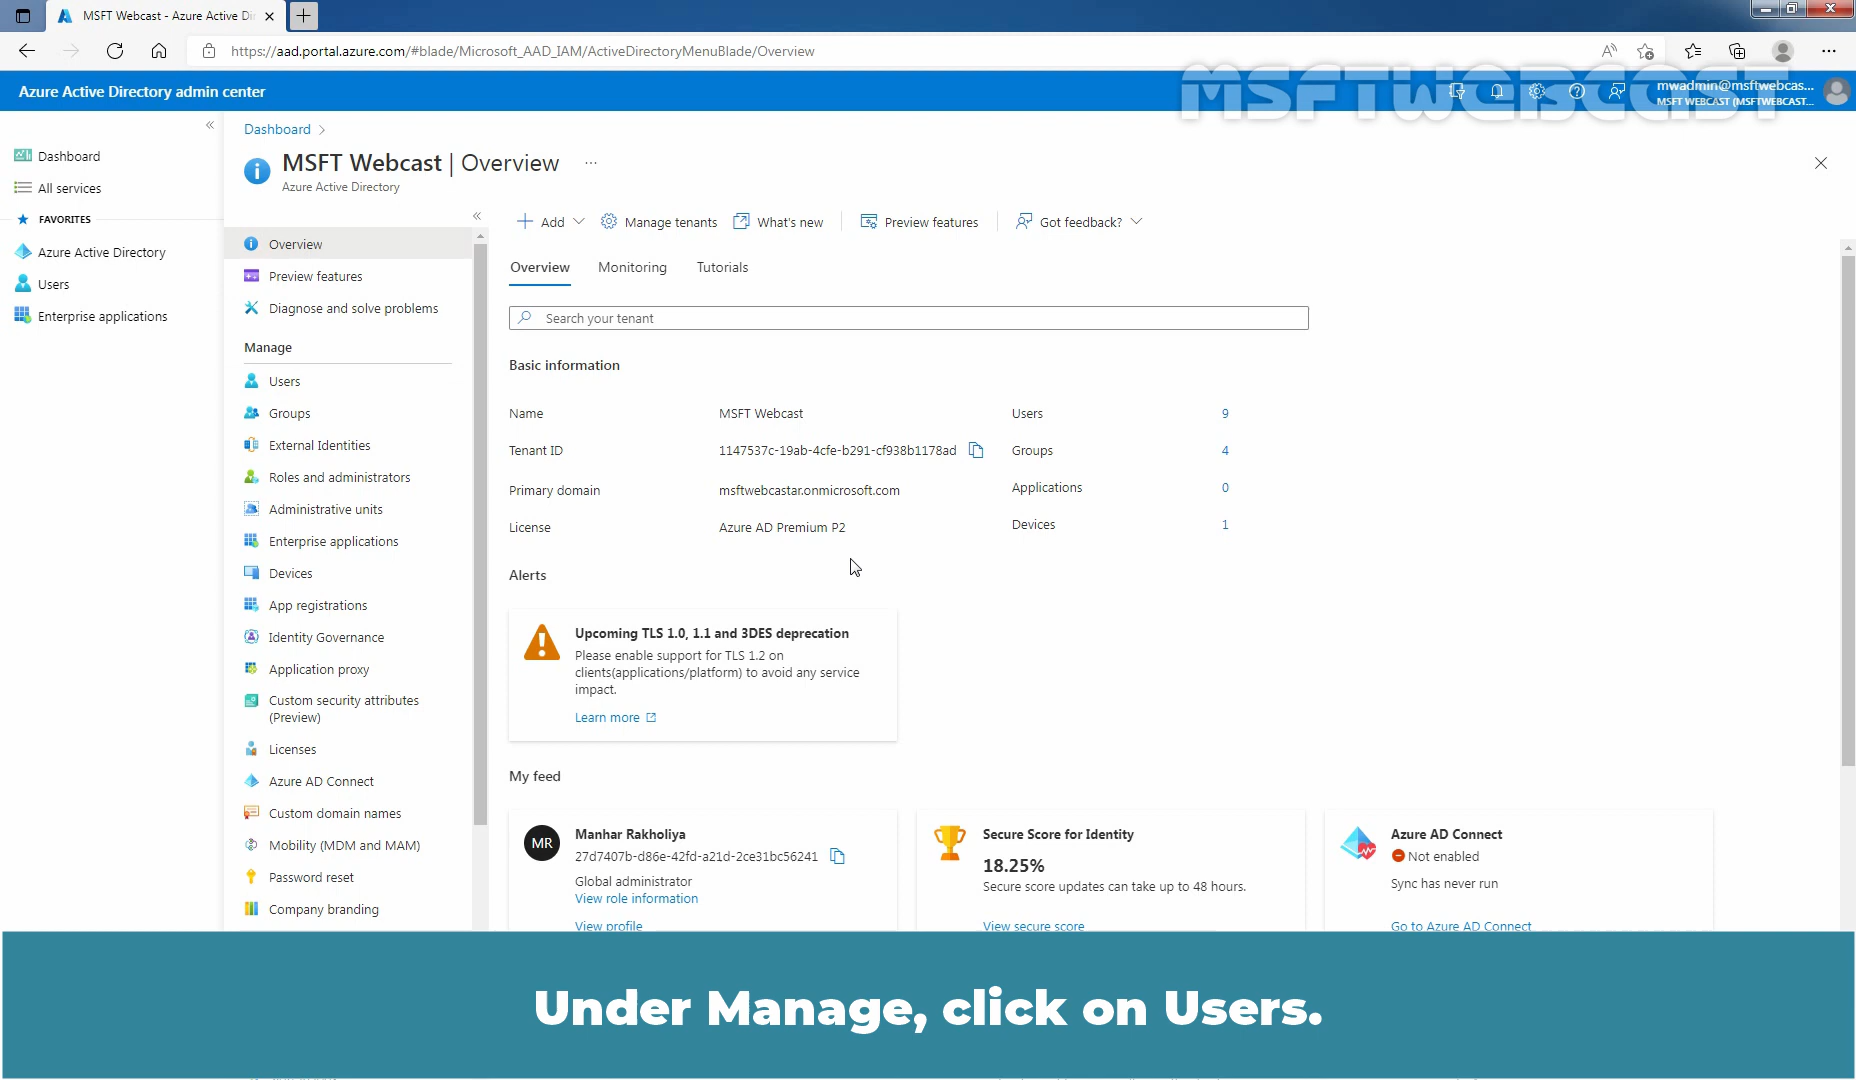 MSFT Webcast - Azure Active Di
https://aad.portal.azure.com/#blade/Microsoft_AAD_IAM/ActiveDirectoryMenuBlade/Overview
MSFTWEBCAST
Azure Active Directory admin center
mwadmin@msftwebcas...
MSFT WEBCAST (MSFTWEBCAST...
Dashboard
All services
FAVORITES
Azure Active Directory
Users
Enterprise applications
Dashboard >
MSFT Webcast | Overview ...
Azure Active Directory
Overview
Preview features
Diagnose and solve problems
Manage
Users
Groups
External Identities
Roles and administrators
Administrative units
Enterprise applications
Devices
App registrations
Identity Governance
Application proxy
Custom security attributes
(Preview)
Licenses
Azure AD Connect
Custom domain names
Mobility (MDM and MAM)
Password reset
Company branding
Add
Manage tenants
What's new
Preview features
Got feedback?
Overview
Monitoring
Tutorials
Search your tenant
Basic information
Name MSFT Webcast Users 9
Tenant ID 1147537c-19ab-4cfe-b291-cf938b1178ad Groups 4
Primary domain msftwebcastar.onmicrosoft.com Applications 0
License Azure AD Premium P2 Devices 1
Alerts
Upcoming TLS 1.0, 1.1 and 3DES deprecation
Please enable support for TLS 1.2 on
clients(applications/platform) to avoid any service
impact.
Learn more
My feed
MR
Manhar Rakholiya
27d7407b-d86e-42fd-a21d-2ce31bc56241
Global administrator
View role information
View profile
Secure Score for Identity
18.25%
Secure score updates can take up to 48 hours.
View secure score
Azure AD Connect
Not enabled
Sync has never run
Go to Azure AD Connect
Under Manage, click on Users.